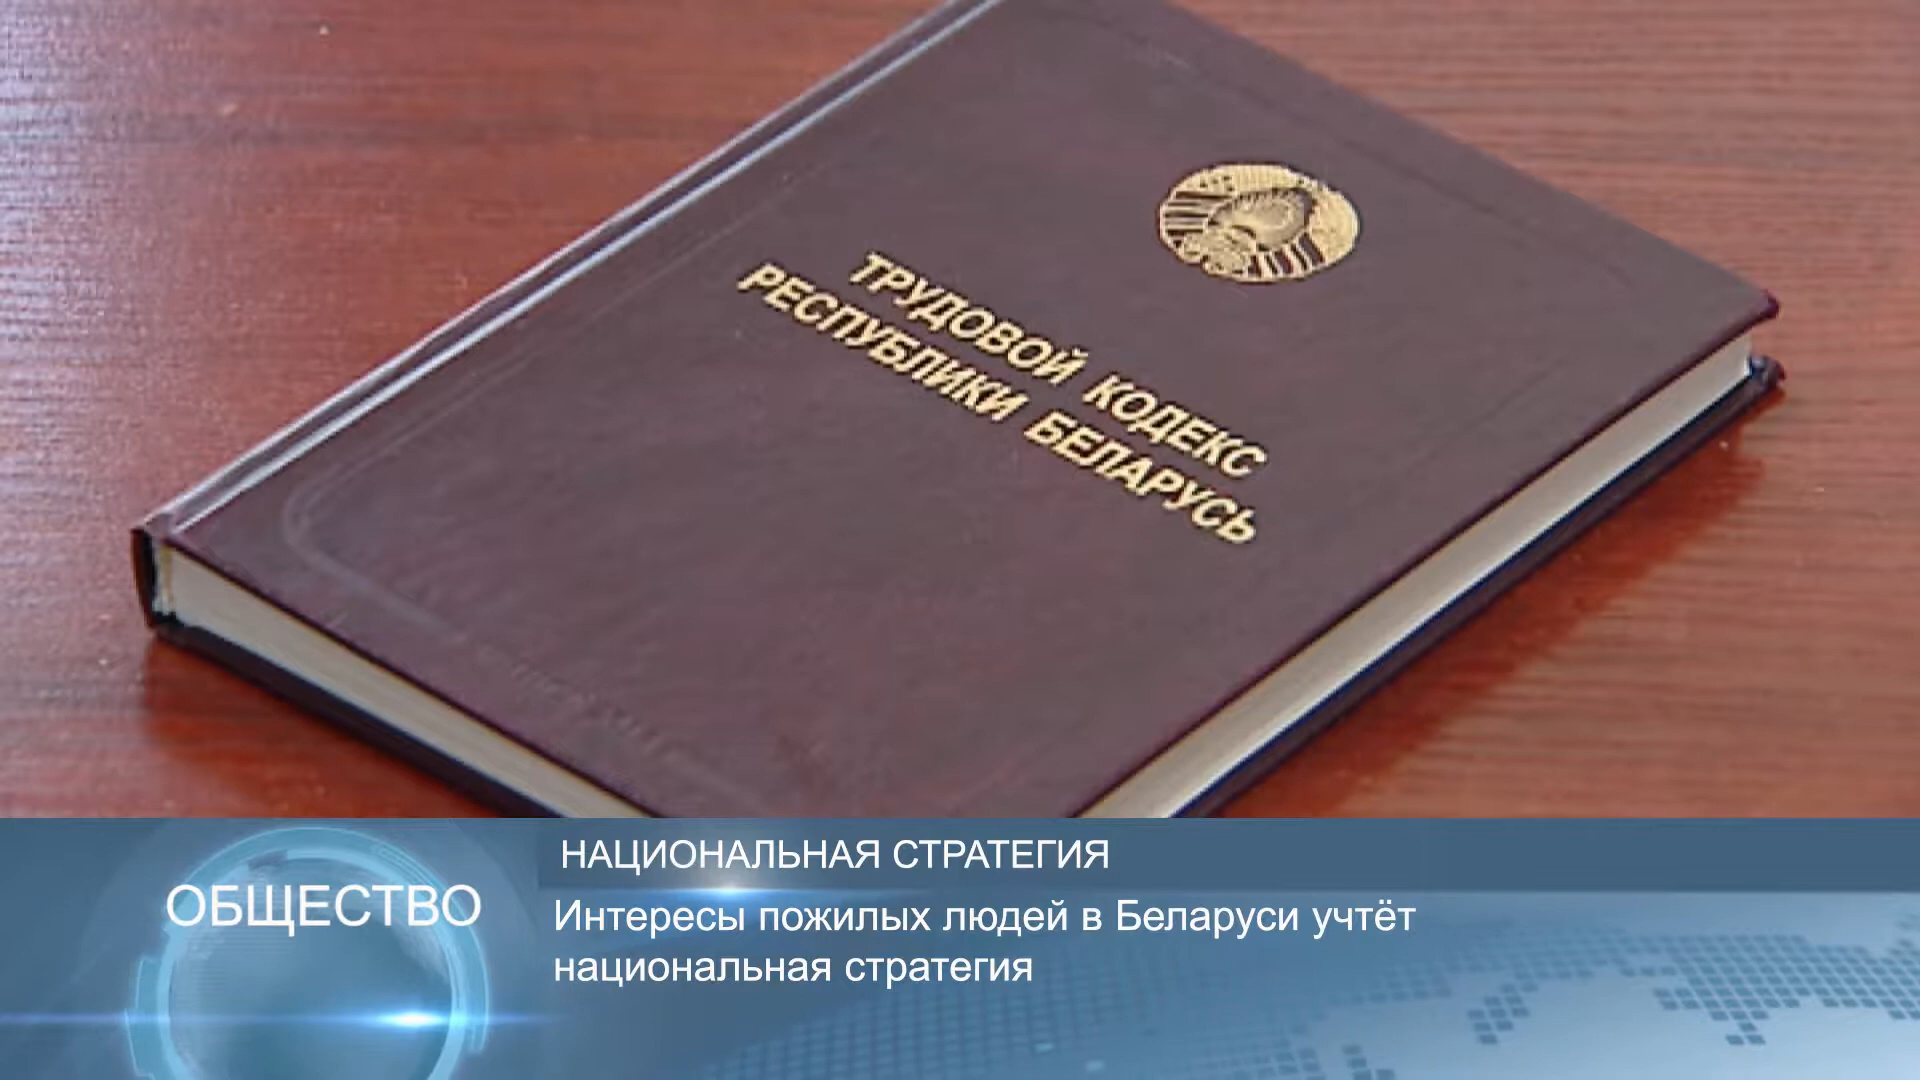 ТРУДОВОЙ КОДЕКС
РЕСПУБЛИКИ БЕЛАРУСЬ
ОБЩЕСТВО
НАЦИОНАЛЬНАЯ СТРАТЕГИЯ
Интересы пожилых людей в Беларуси учтёт
национальная стратегия